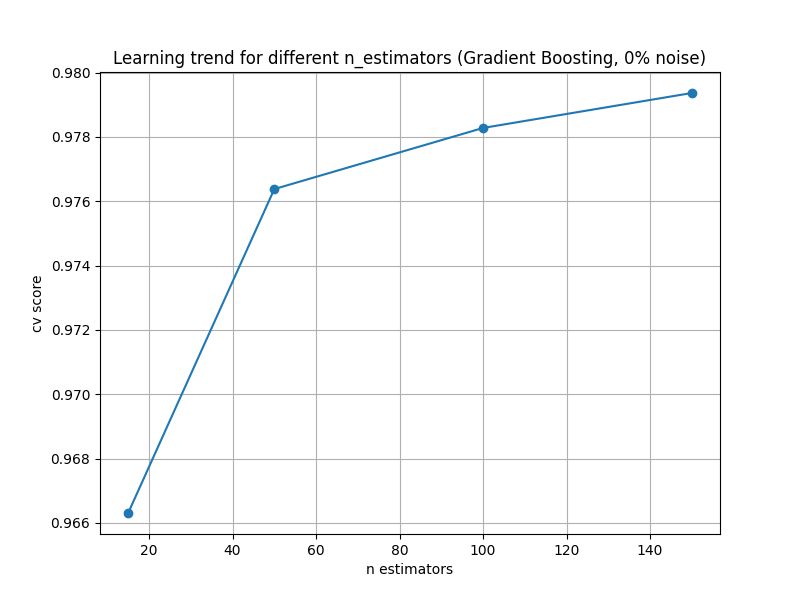 Learning trend for different n_estimators (Gradient Boosting, 0% noise)
0.980
0.978
0.976
0.974
0.972
0.970
0.968
0.966
cv score
20 40 60 80 100 120 140
n estimators